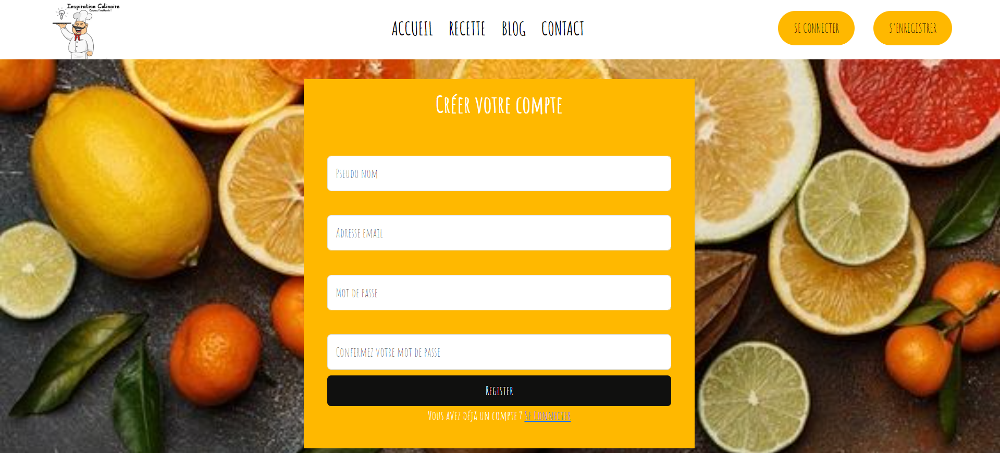 Inspiration Culinaire
ACCUEIL RECETTE BLOG CONTACT
SE CONNECTER
S'ENREGISTRER
Créer votre compte
Pseudo nom
Adresse email
Mot de passe
Confirmez votre mot de passe
Register
Vous avez déjà un compte ? Se Connecter